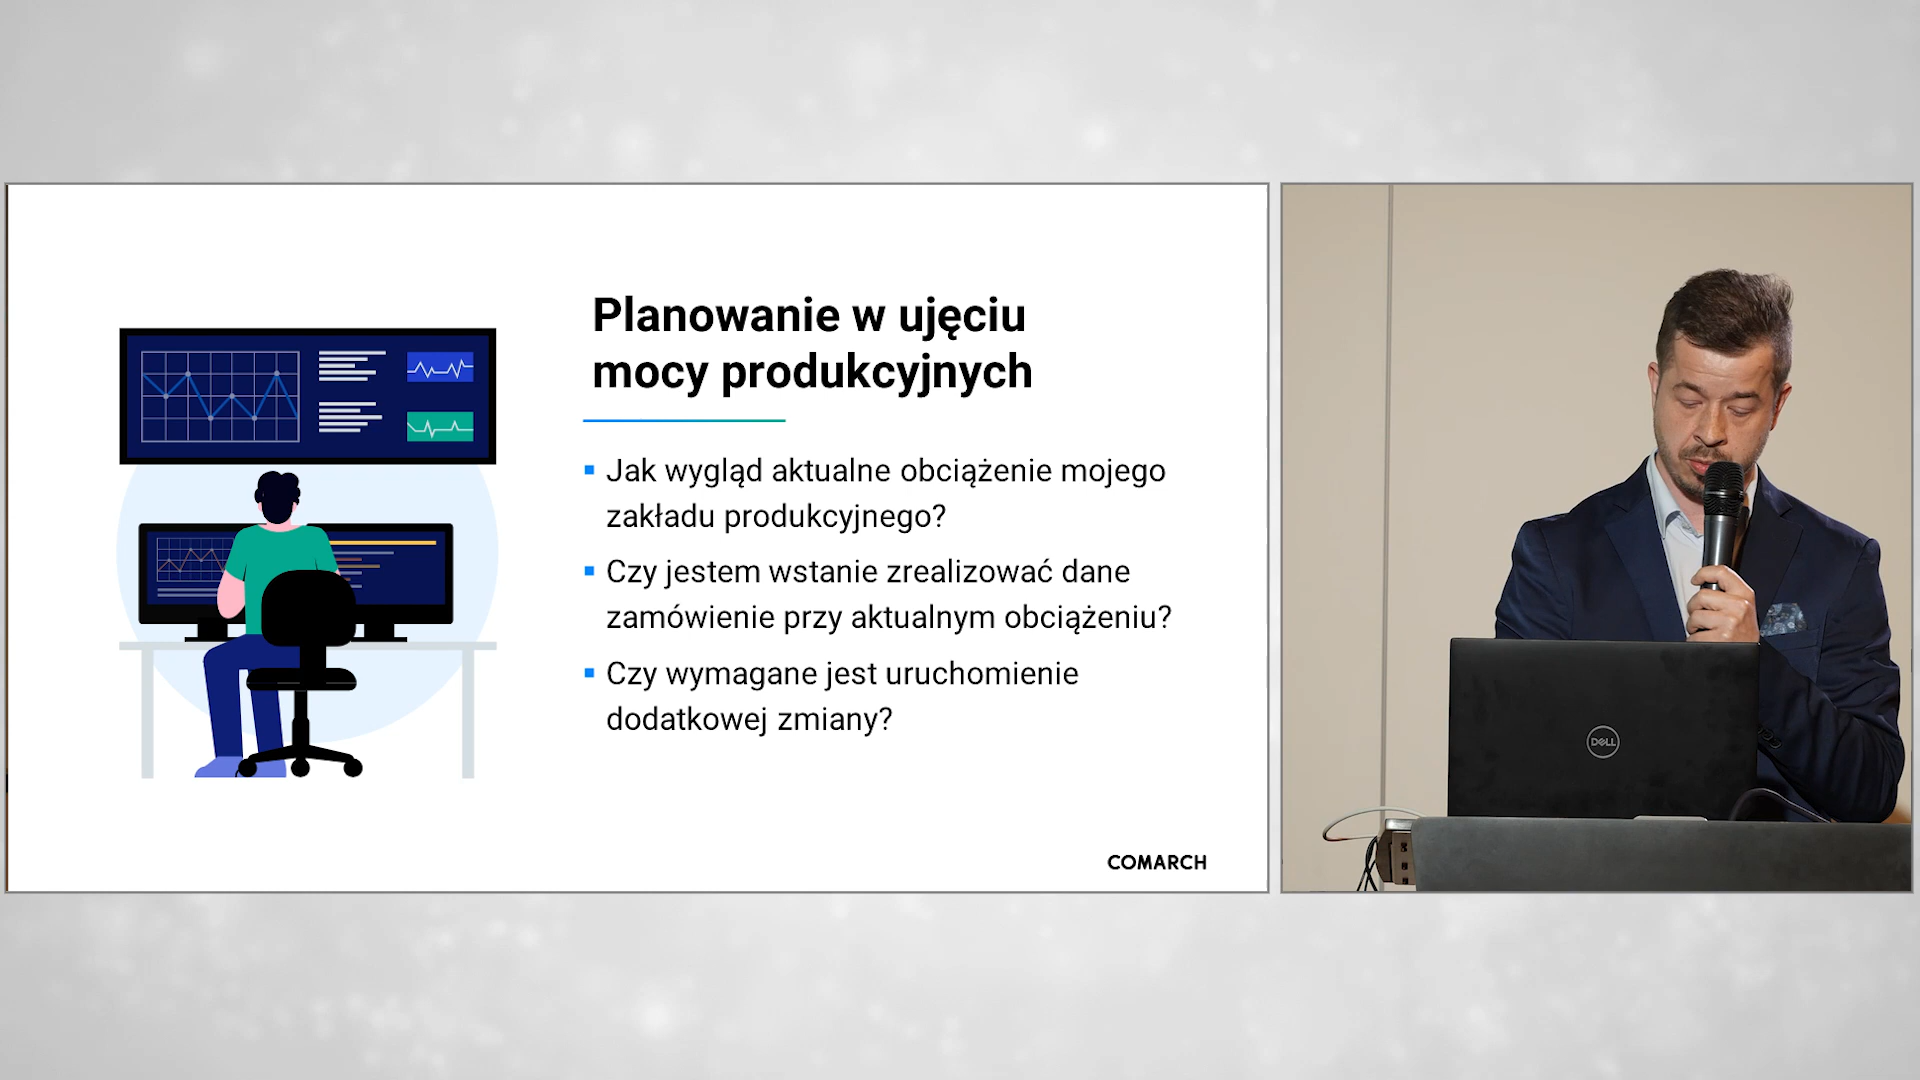 Planowanie w ujęciu
mocy produkcyjnych
Jak wygląd aktualne obciążenie mojego
zakładu produkcyjnego?
Czy jestem wstanie zrealizować dane
zamówienie przy aktualnym obciążeniu?
Czy wymagane jest uruchomienie
dodatkowej zmiany?
COMARCH
DELL